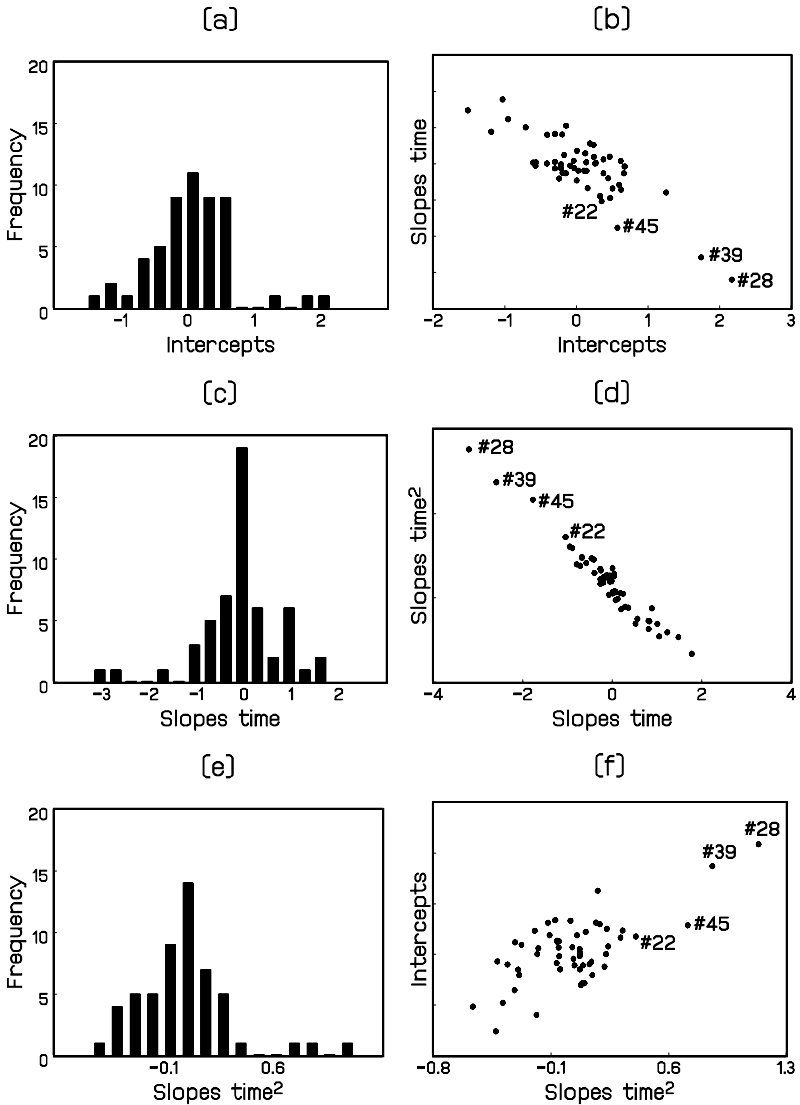 (a)
20
15
10
5
0
Frequency
-1 0 1 2
Intercepts
(b)
Slopes time
#22
#45
#39
#28
-2 -1 0 1 2 3
Intercepts
(c)
20
15
10
5
0
Frequency
-3 -2 -1 0 1 2
Slopes time
(d)
Slopes time²
#28
#39
#45
#22
-4 -2 0 2 4
Slopes time
(e)
20
15
10
5
0
Frequency
-0.1 0.6
Slopes time²
(f)
Intercepts
#28
#39
#45
#22
-0.8 -0.1 0.6 1.3
Slopes time²